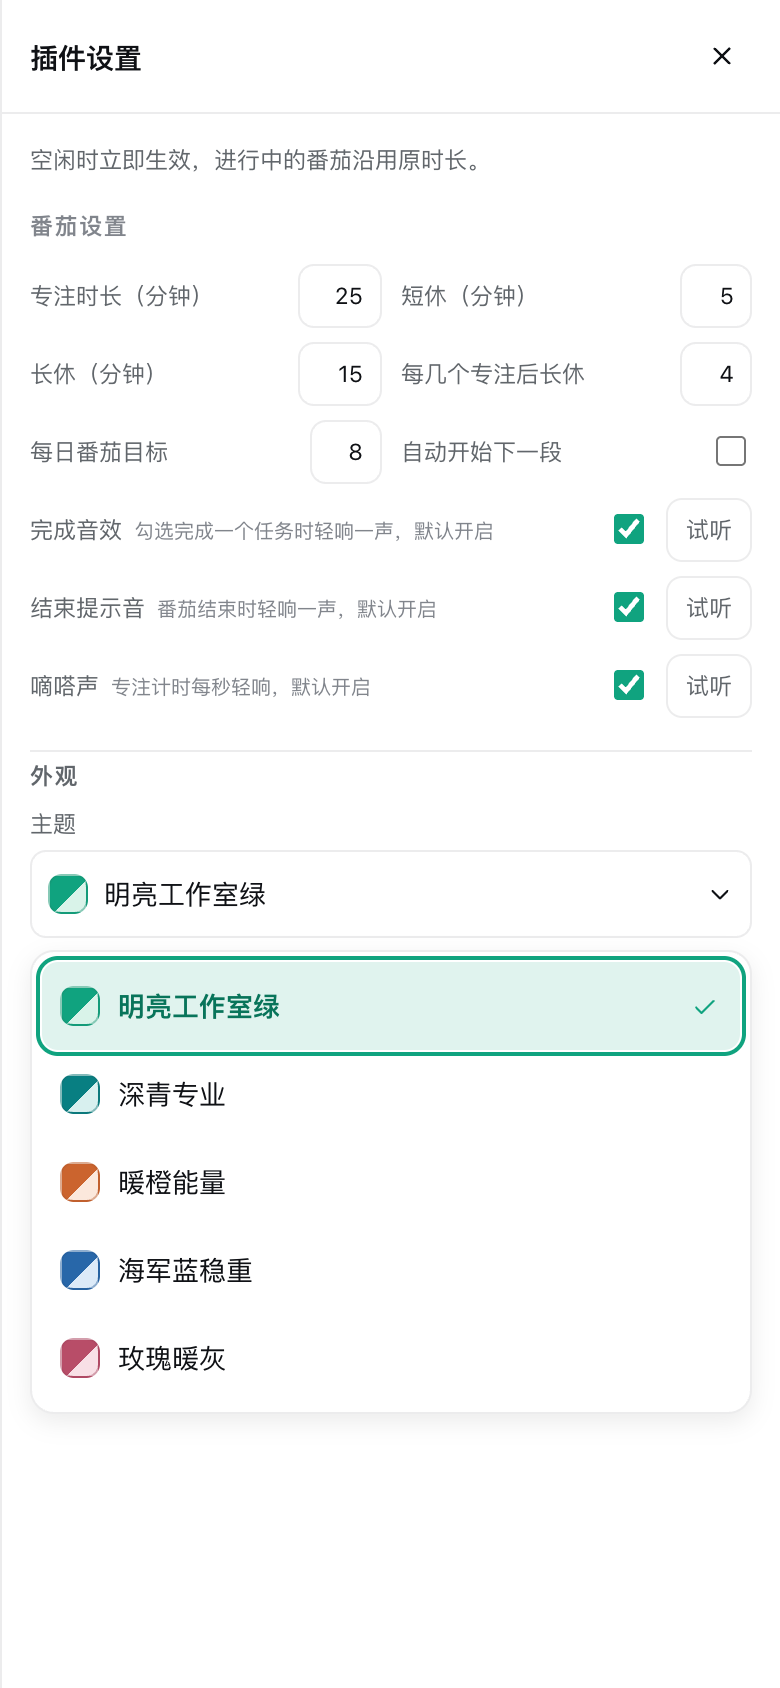 插件设置
空闲时立即生效，进行中的番茄沿用原时长。
番茄设置
专注时长（分钟） 25 短休（分钟） 5
长休（分钟） 15 每几个专注后长休 4
每日番茄目标 8 自动开始下一段
完成音效 勾选完成一个任务时轻响一声，默认开启 试听
结束提示音 番茄结束时轻响一声，默认开启 试听
嘀嗒声 专注计时每秒轻响，默认开启 试听
外观
主题
明亮工作室绿
明亮工作室绿
深青专业
暖橙能量
海军蓝稳重
玫瑰暖灰